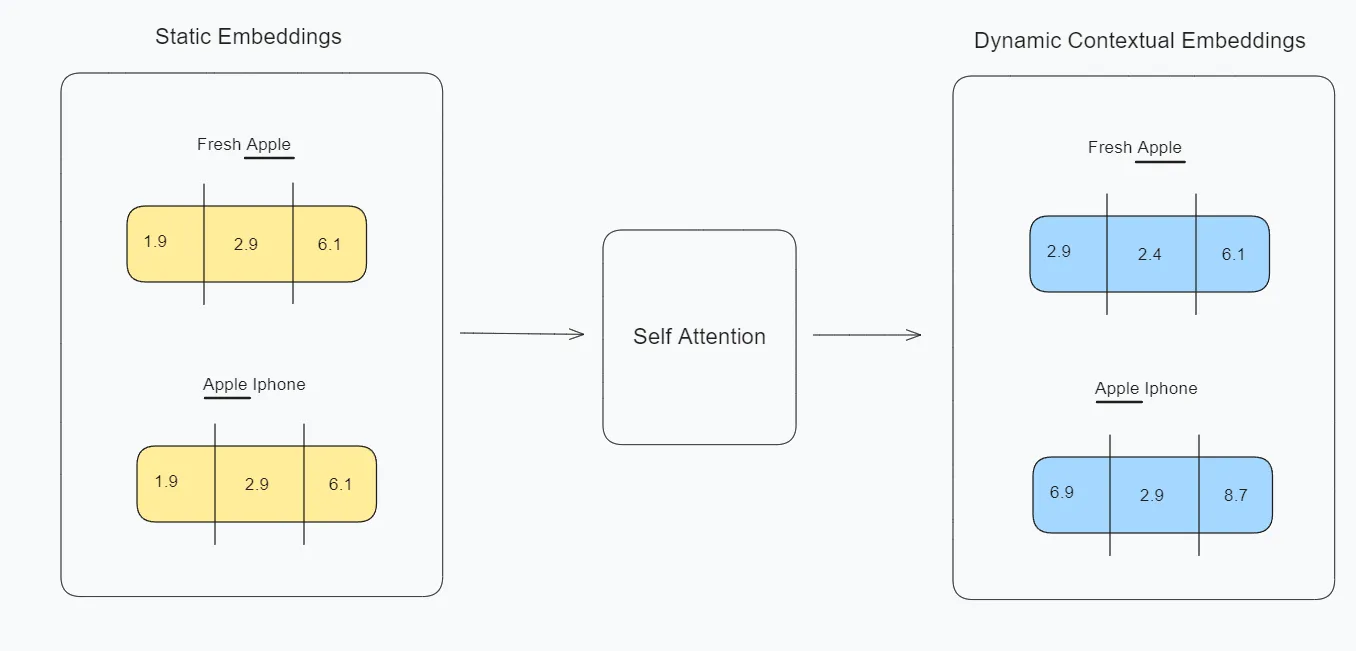 Static Embeddings
Fresh Apple
1.9 2.9 6.1
Apple Iphone
1.9 2.9 6.1
Self Attention
Dynamic Contextual Embeddings
Fresh Apple
2.9 2.4 6.1
Apple Iphone
6.9 2.9 8.7